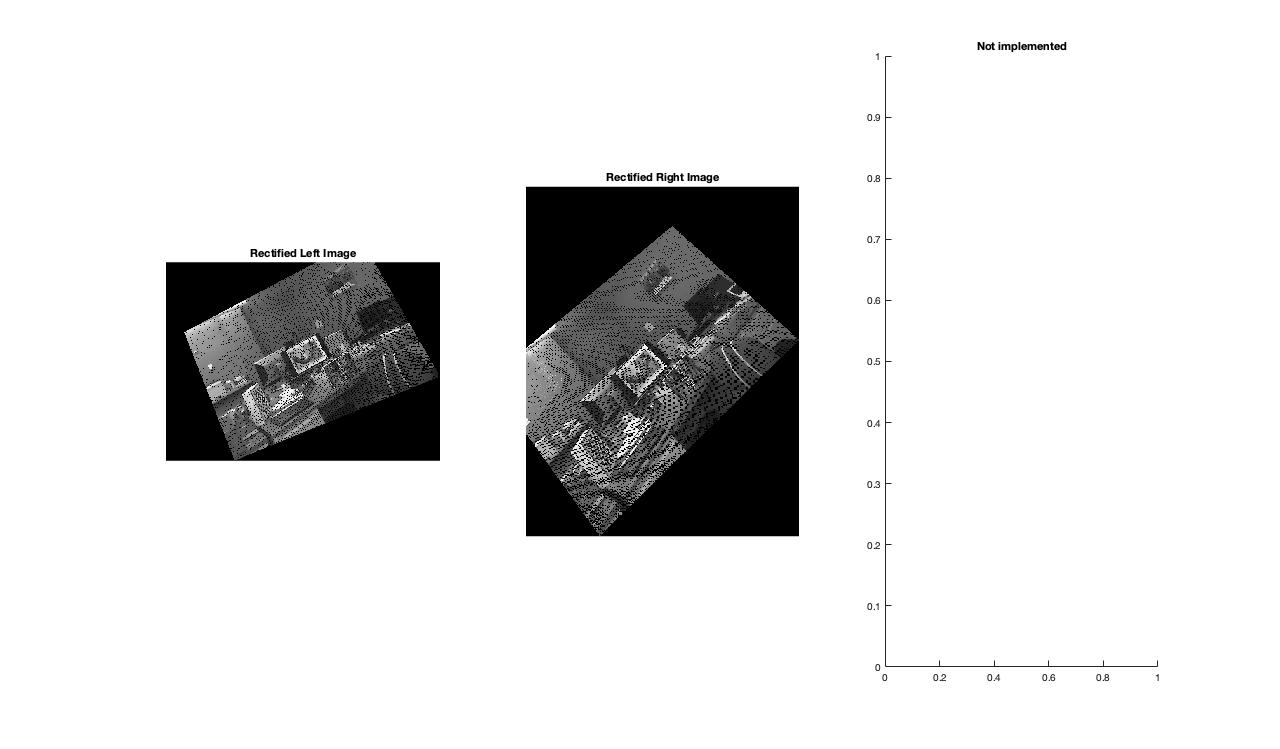 Not implemented
Rectified Right Image
Rectified Left Image
1
0.9
0.8
0.7
0.6
0.5
0.4
0.3
0.2
0.1
0
0 0.2 0.4 0.6 0.8 1